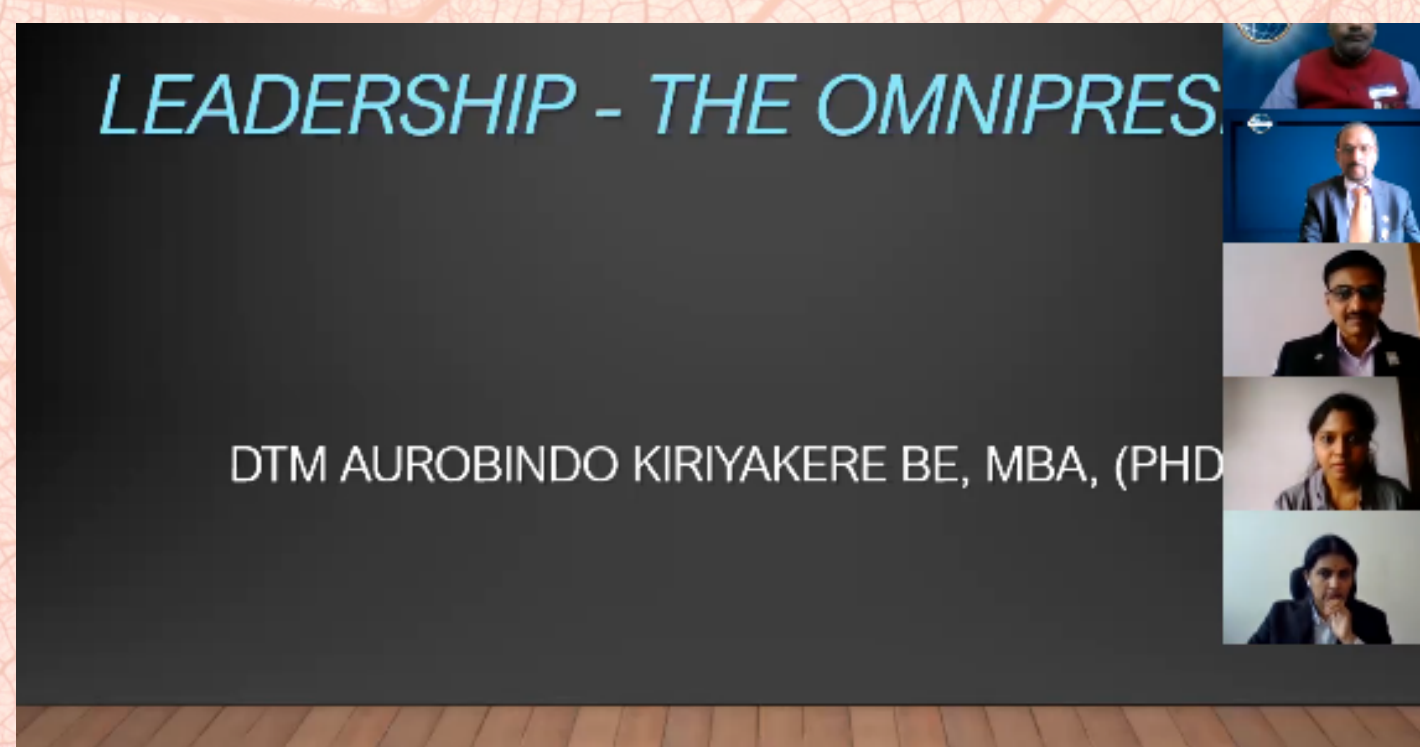 LEADERSHIP - THE OMNIPRES
DTM AUROBINDO KIRIYAKERE BE, MBA, (PHD